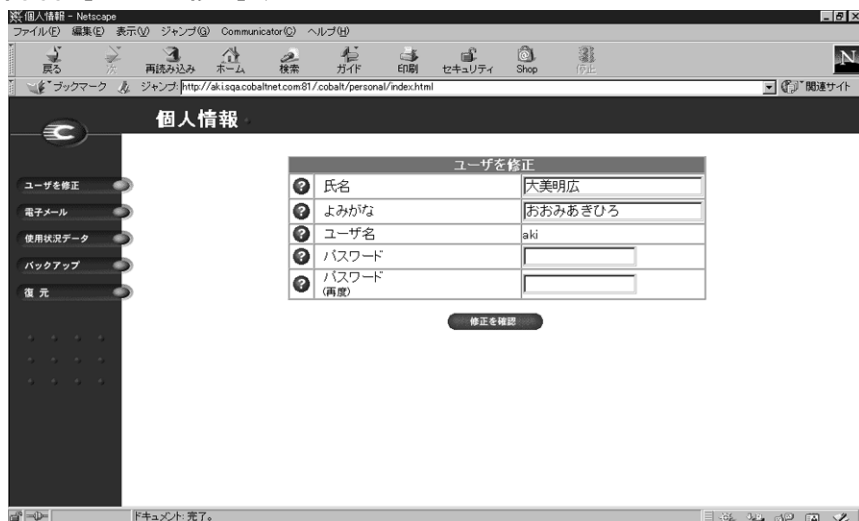 個人情報 - Netscape
ファイル(F) 編集(E) 表示(V) ジャンプ(G) Communicator(C) ヘルプ(H)
戻る 次 再読み込み ホーム 検索 ガイド 印刷 セキュリティ Shop 停止
N
ブックマーク ジャンプ: http://aki.sqa.cobaltnet.com:81/.cobalt/personal/index.html 関連サイト
個人情報
ユーザを修正
電子メール
使用状況データ
バックアップ
復元
ユーザを修正
氏名 大美明広
よみがな おおみあきひろ
ユーザ名 aki
パスワード
パスワード
(再度)
修正を確認
ドキュメント: 完了。